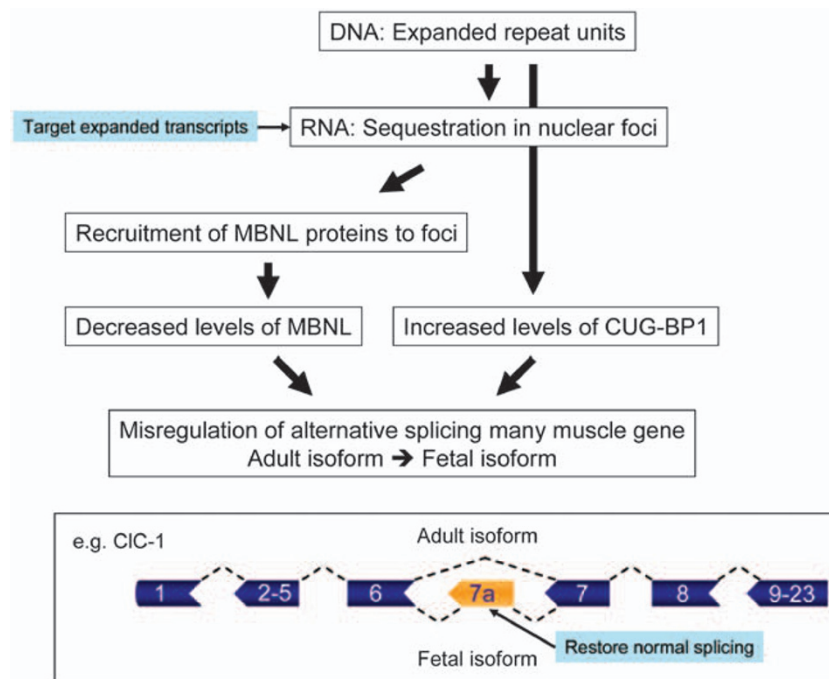 DNA: Expanded repeat units
Target expanded transcripts
RNA: Sequestration in nuclear foci
Recruitment of MBNL proteins to foci
Decreased levels of MBNL
Increased levels of CUG-BP1
Misregulation of alternative splicing many muscle gene
Adult isoform ➔ Fetal isoform
e.g. ClC-1
Adult isoform
1 2-5 6 7a 7 8 9-23
Restore normal splicing
Fetal isoform